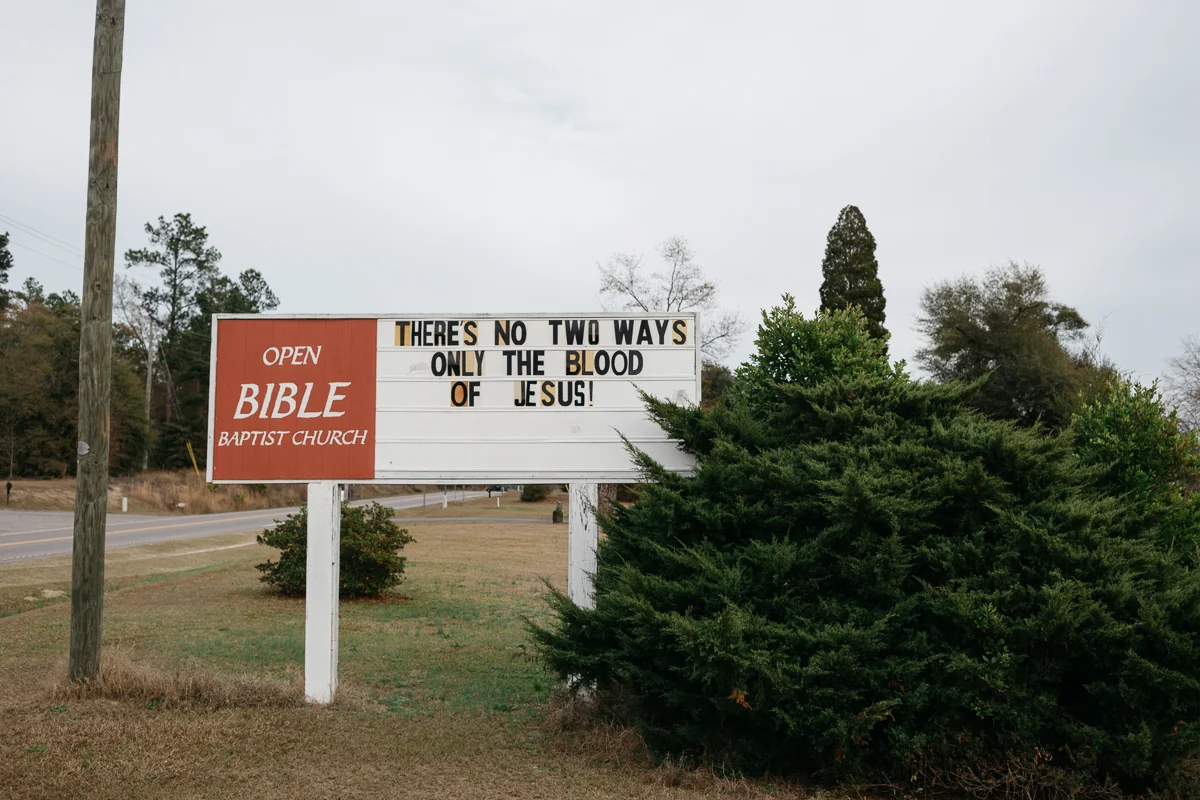 OPEN
BIBLE
BAPTIST CHURCH
THERE'S NO TWO WAYS
ONLY THE BLOOD
OF JESUS!